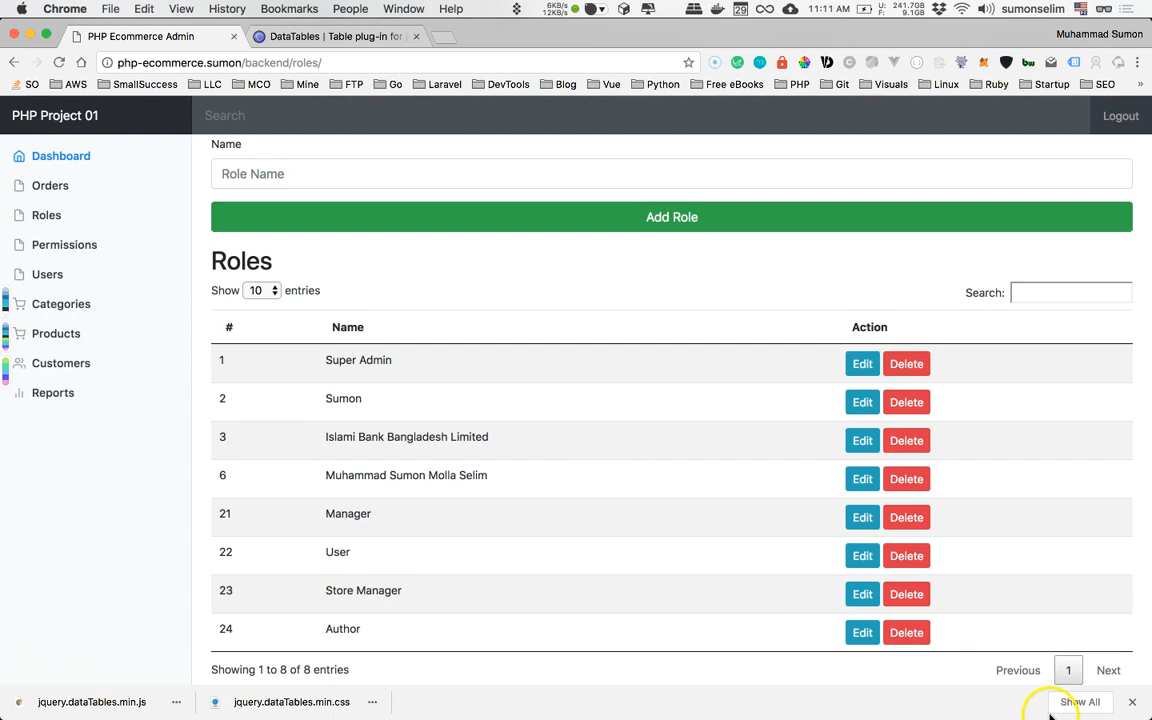 Chrome File Edit View History Bookmarks People Window Help 6KB/s 12KB/s 29 11:11 AM U: 241.7GB F: 9.1GB sumonselim
PHP Ecommerce Admin DataTables | Table plug-in for j Muhammad Sumon
php-ecommerce.sumon/backend/roles/
SO AWS SmallSuccess LLC MCO Mine FTP Go Laravel DevTools Blog Vue Python Free eBooks PHP Git Visuals Linux Ruby Startup SEO »
PHP Project 01 Search Logout
Name
Dashboard
Role Name
Orders
Roles
Add Role
Permissions
Roles
Users
Show 10 entries Search:
Categories
# Name Action
Products
1 Super Admin Edit Delete
Customers
Reports
2 Sumon Edit Delete
3 Islami Bank Bangladesh Limited Edit Delete
6 Muhammad Sumon Molla Selim Edit Delete
21 Manager Edit Delete
22 User Edit Delete
23 Store Manager Edit Delete
24 Author Edit Delete
Showing 1 to 8 of 8 entries Previous 1 Next
jquery.dataTables.min.js jquery.dataTables.min.css Show All